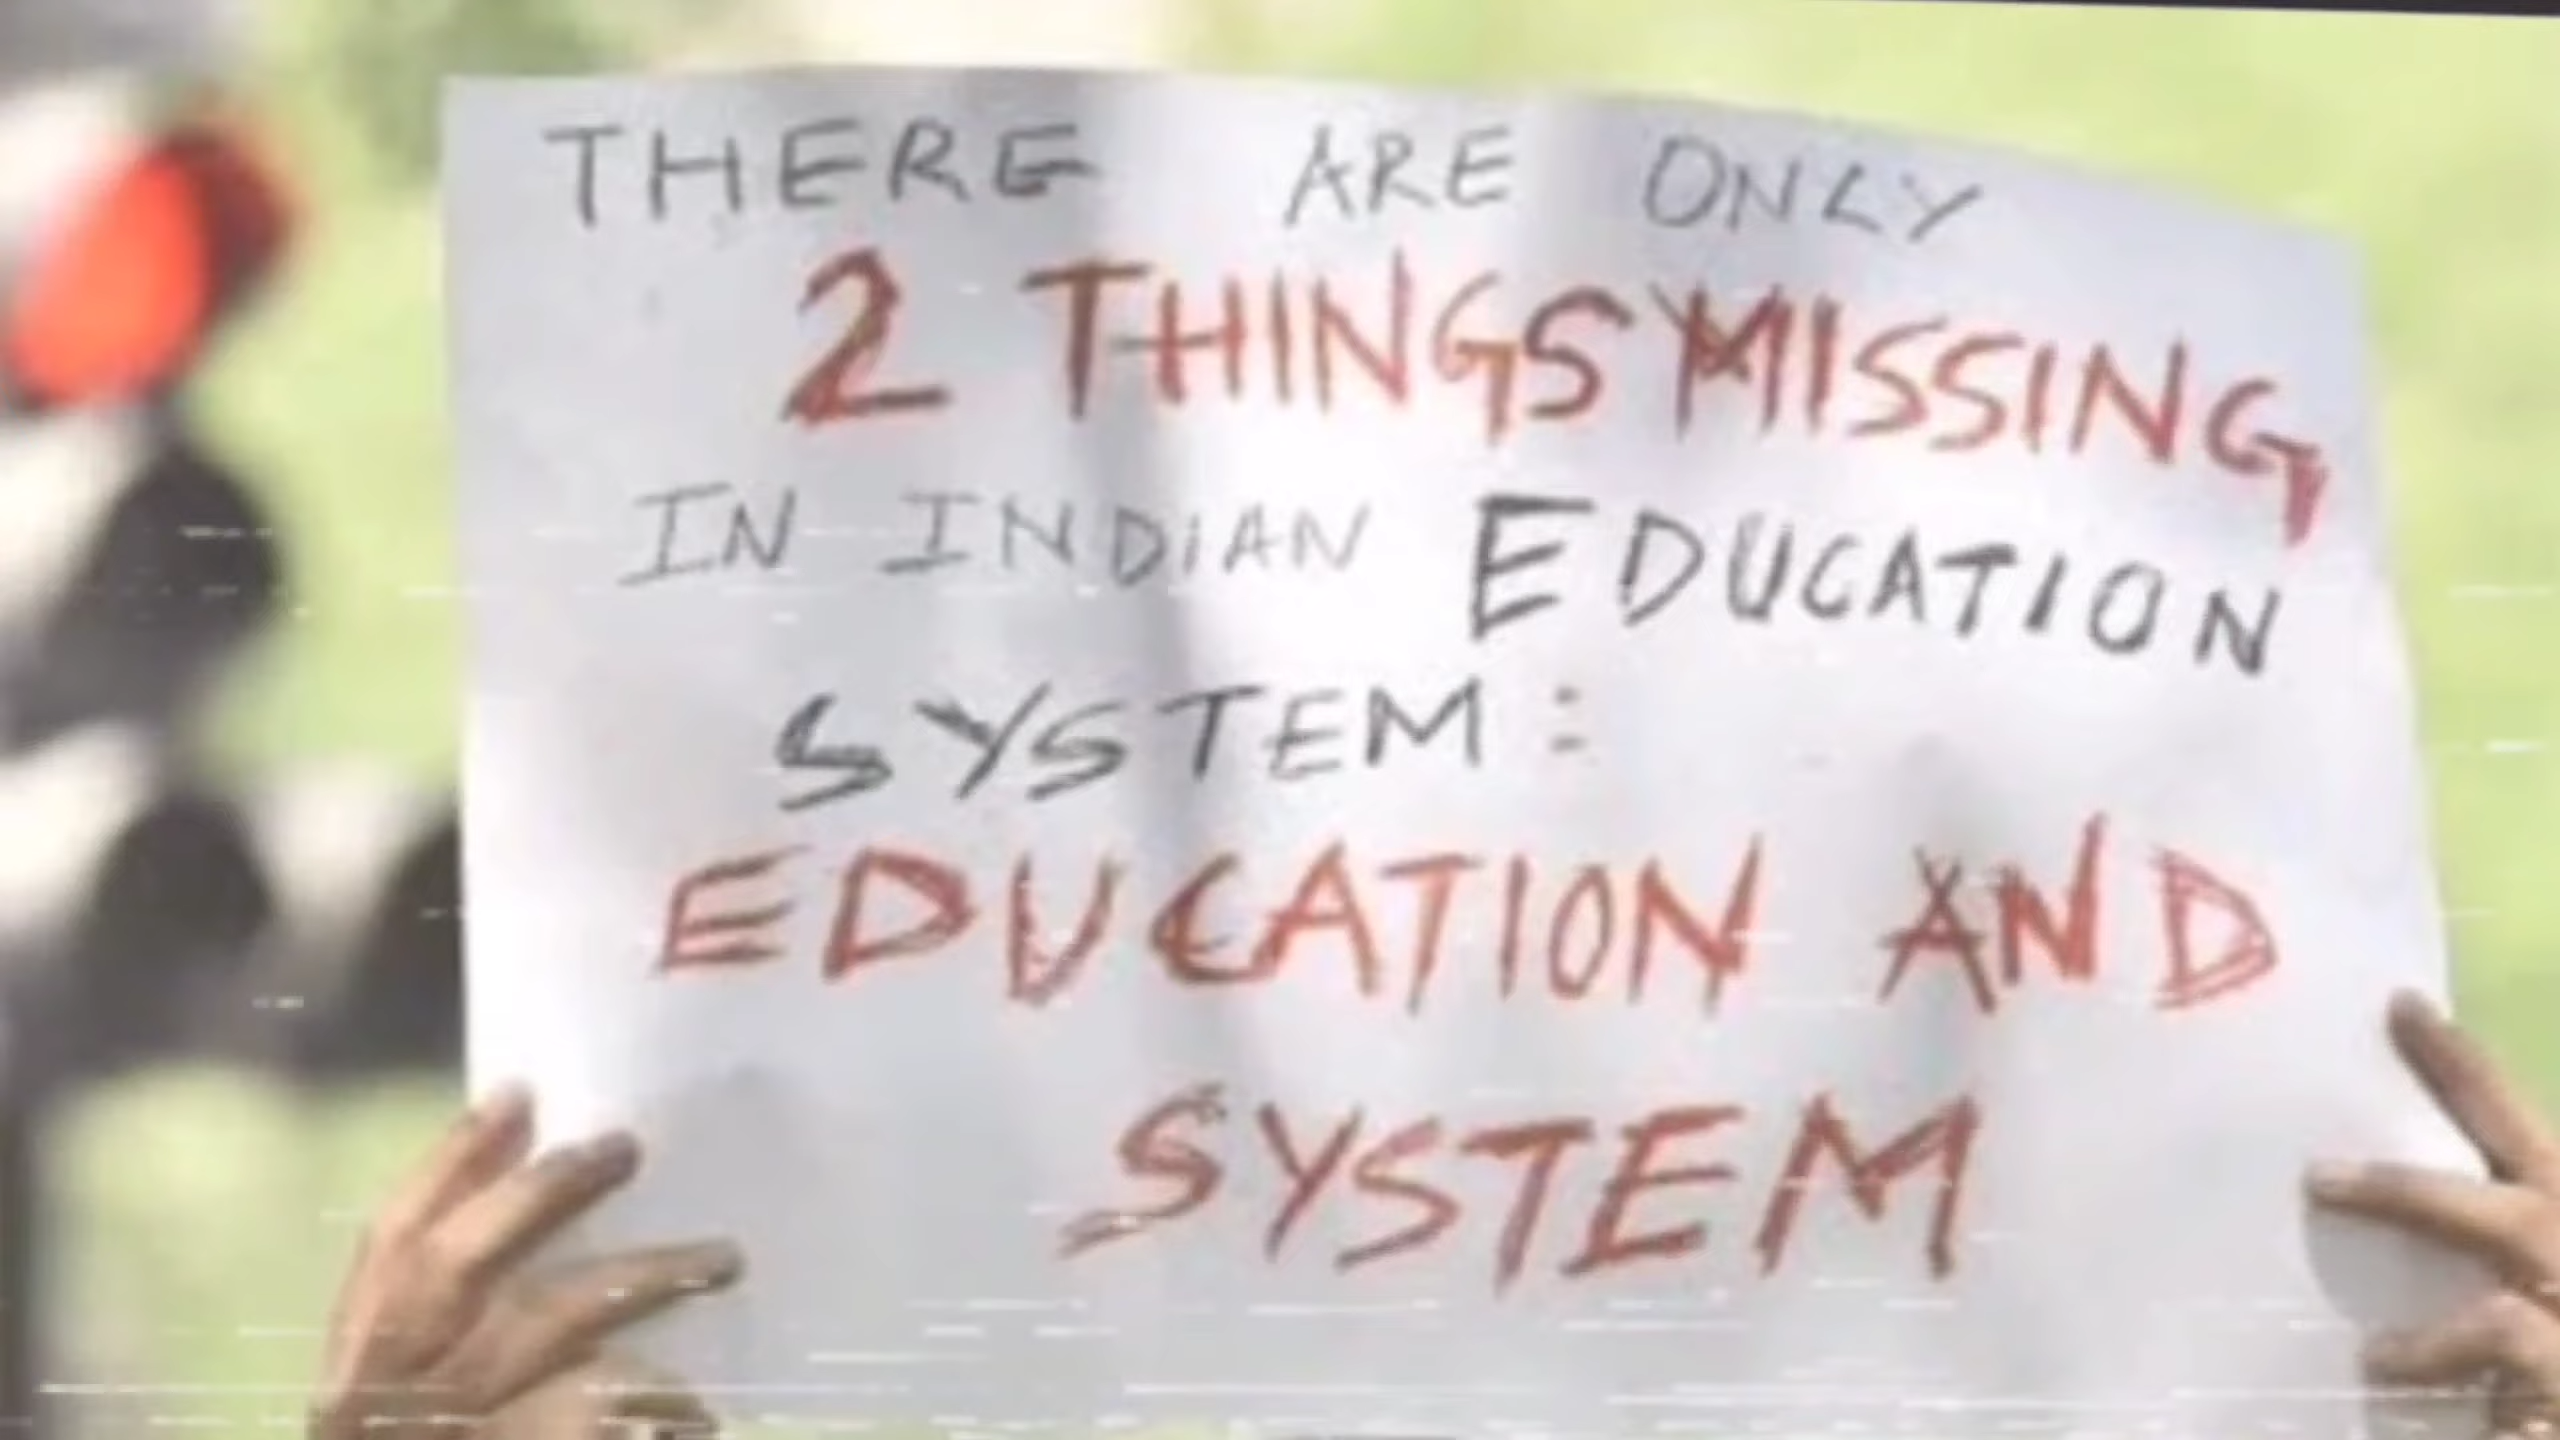 THERE ARE ONLY
2 THINGS MISSING
IN INDIAN EDUCATION
SYSTEM:
EDUCATION AND
SYSTEM